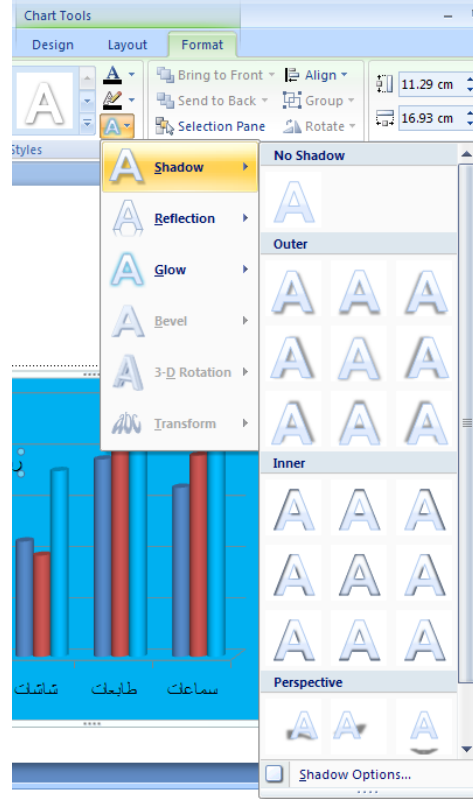 Chart Tools
Design Layout Format
Bring to Front Align 11.29 cm
Send to Back Group
Selection Pane Rotate 16.93 cm
Styles
Shadow
Reflection
Glow
Bevel
3-D Rotation
Transform
No Shadow
Outer
Inner
Perspective
Shadow Options...
سماعات طابعات شاشات